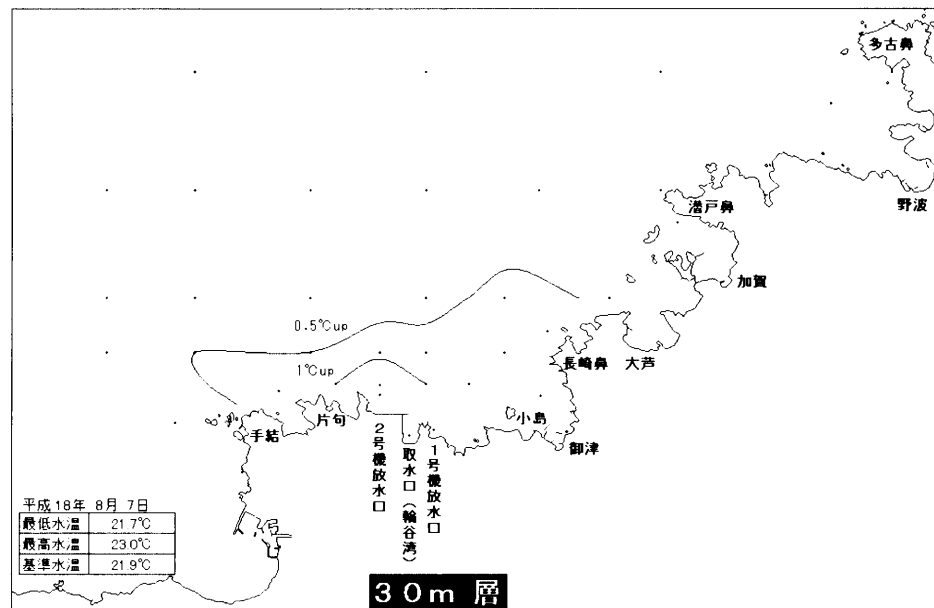 多古鼻
野波
潜戸鼻
加賀
0.5℃up
1℃up
長崎鼻
大芦
手結
片句
小島
御津
2号機放水口
取水口(輪谷湾)
1号機放水口
平成18年 8月 7日
最低水温 21.7℃
最高水温 23.0℃
基準水温 21.9℃
30m 層